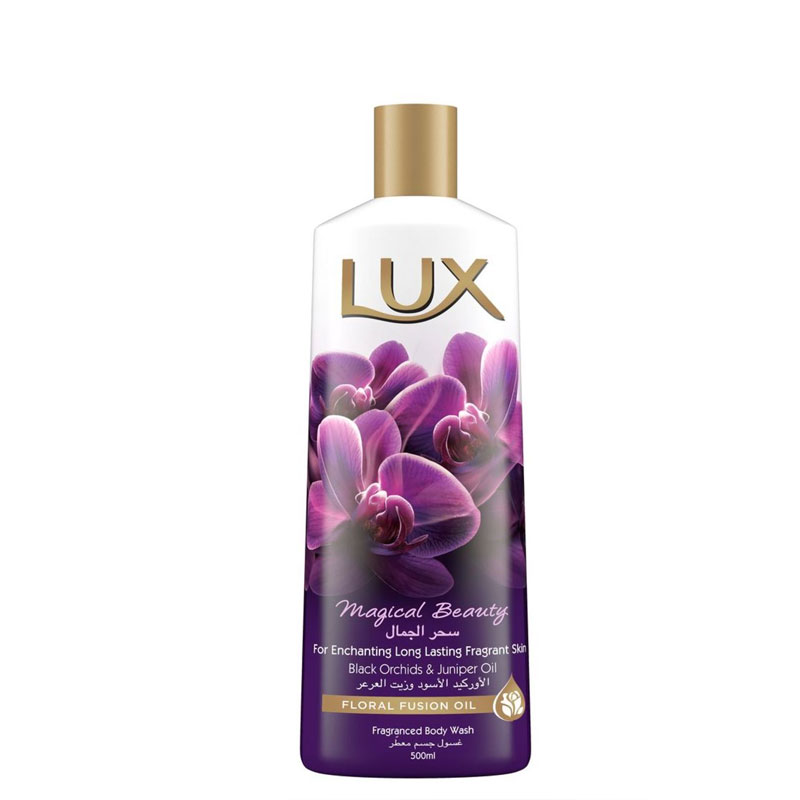 LUX
Magical Beauty
سحر الجمال
For Enchanting Long Lasting Fragrant Skin
Black Orchids & Juniper Oil
الأوركيد الأسود وزيت العرعر
FLORAL FUSION OIL
Fragranced Body Wash
غسول جسم معطّر
500ml